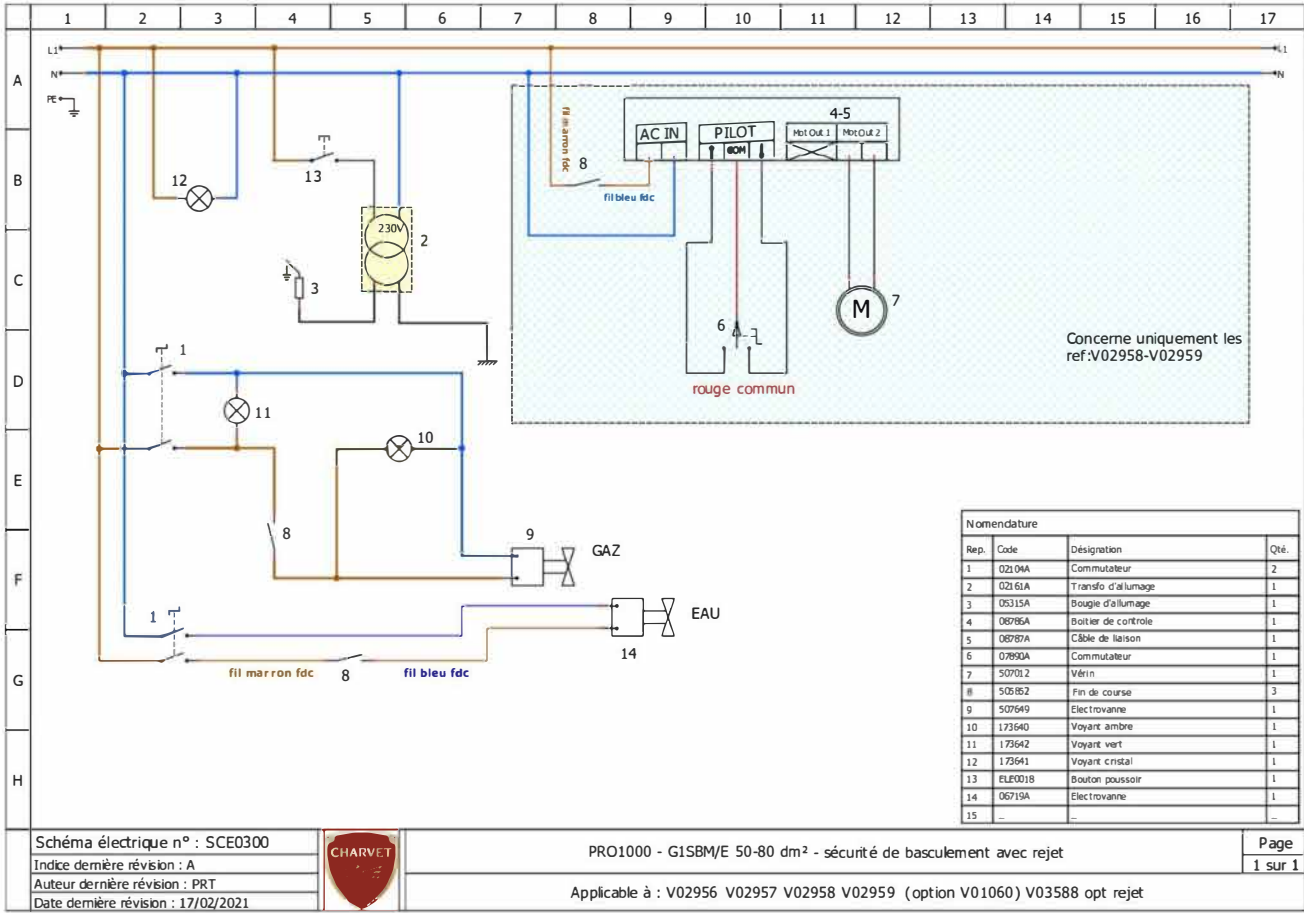 1 2 3 4 5 6 7 8 9 10 11 12 13 14 15 16 17
A
B
C
D
E
F
G
H
L1
N
PE
L1
N
12
13
230V
2
3
fil marron fdc
8
fil bleu fdc
4-5
AC IN
PILOT
COM
Mot Out 1
Mot Out 2
6
M
7
rouge commun
Concerne uniquement les
ref:V02958-V02959
1
11
10
8
9
GAZ
1
EAU
14
fil marron fdc
8
fil bleu fdc
Nomenclature
Rep. Code Désignation Qté.
1 02104A Commutateur 2
2 02161A Transfo d'allumage 1
3 05315A Bougie d'allumage 1
4 08786A Boitier de controle 1
5 08787A Câble de liaison 1
6 07890A Commutateur 1
7 507012 Vérin 1
8 505852 Fin de course 3
9 507649 Electrovanne 1
10 173640 Voyant ambre 1
11 173642 Voyant vert 1
12 173641 Voyant cristal 1
13 ELE0018 Bouton poussoir 1
14 06719A Electrovanne 1
15 _ _ _
Schéma électrique n° : SCE0300
Indice dernière révision : A
Auteur dernière révision : PRT
Date dernière révision : 17/02/2021
CHARVET
PRO1000 - G1SBM/E 50-80 dm² - sécurité de basculement avec rejet
Applicable à : V02956 V02957 V02958 V02959 (option V01060) V03588 opt rejet
Page
1 sur 1